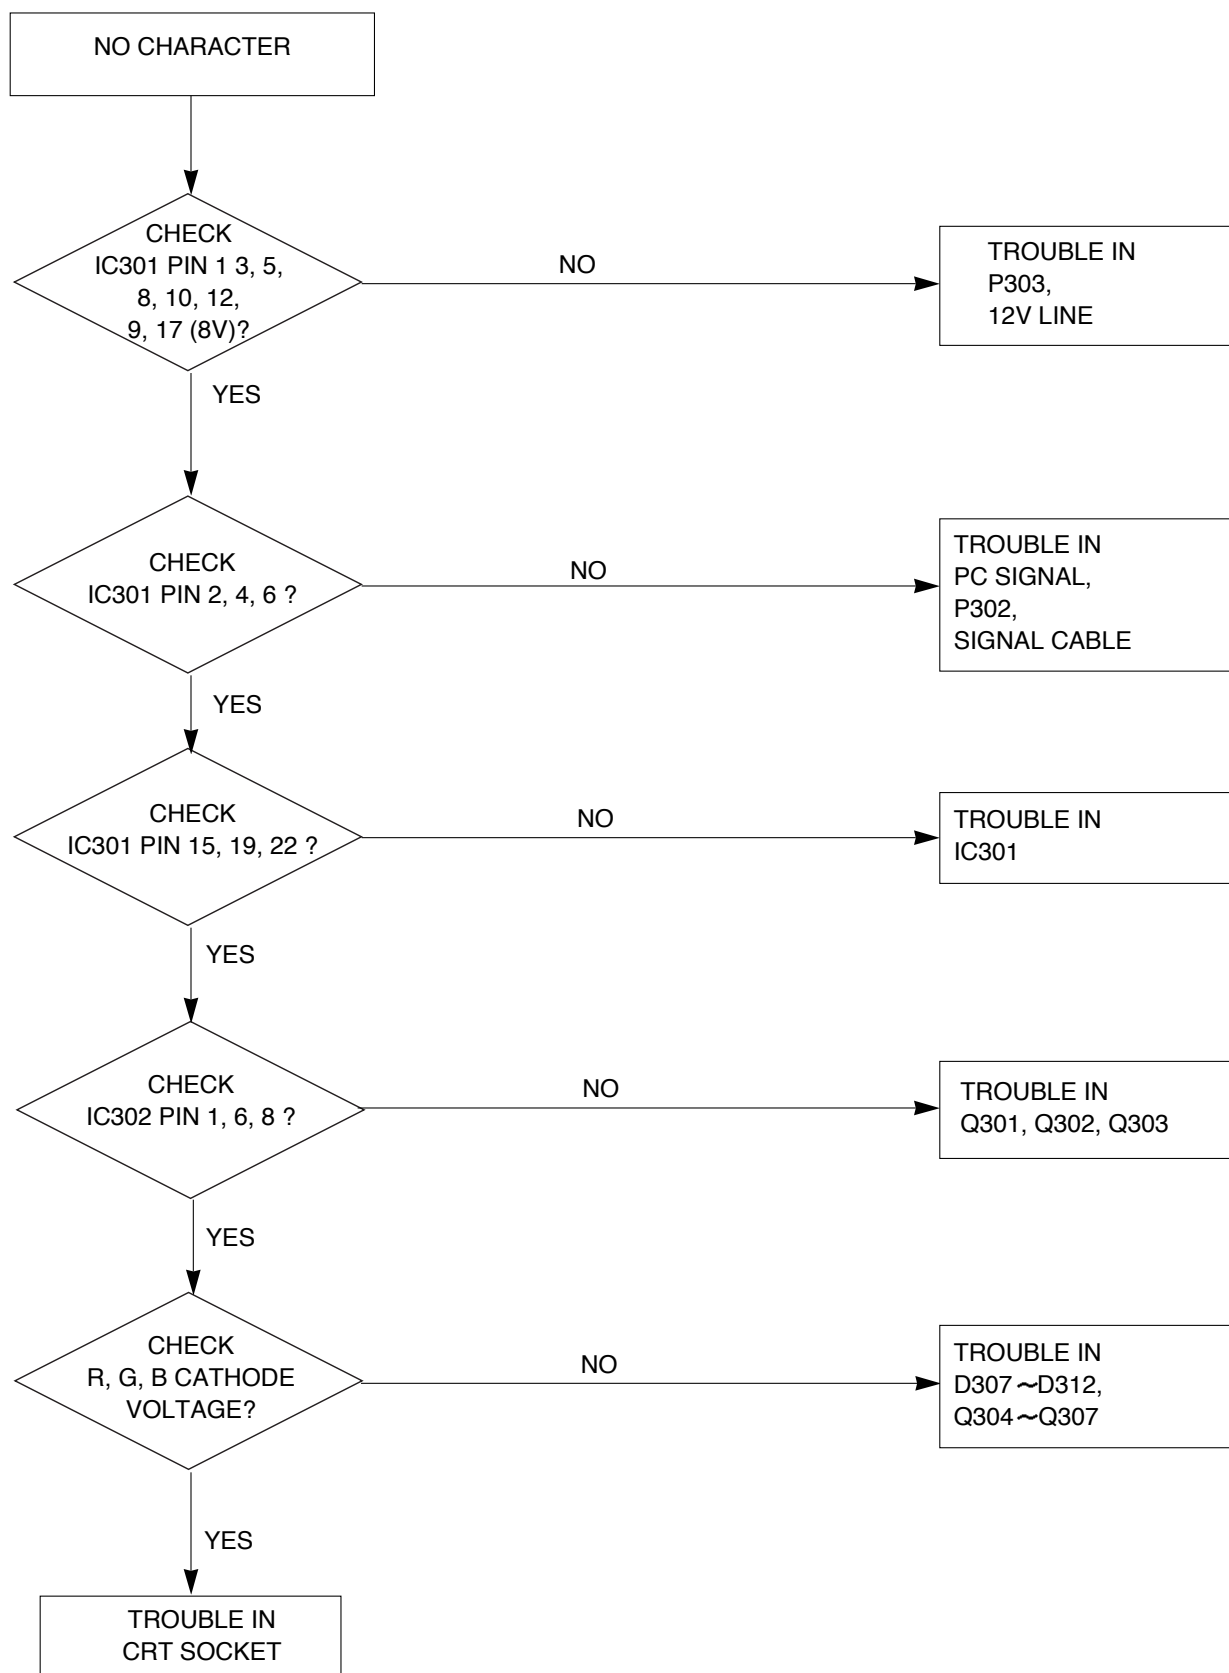 NO CHARACTER
CHECK
IC301 PIN 1 3, 5,
8, 10, 12,
9, 17 (8V)?
NO
TROUBLE IN
P303,
12V LINE
YES
CHECK
IC301 PIN 2, 4, 6 ?
NO
TROUBLE IN
PC SIGNAL,
P302,
SIGNAL CABLE
YES
CHECK
IC301 PIN 15, 19, 22 ?
NO
TROUBLE IN
IC301
YES
CHECK
IC302 PIN 1, 6, 8 ?
NO
TROUBLE IN
Q301, Q302, Q303
YES
CHECK
R, G, B CATHODE
VOLTAGE?
NO
TROUBLE IN
D307~D312,
Q304~Q307
YES
TROUBLE IN
CRT SOCKET